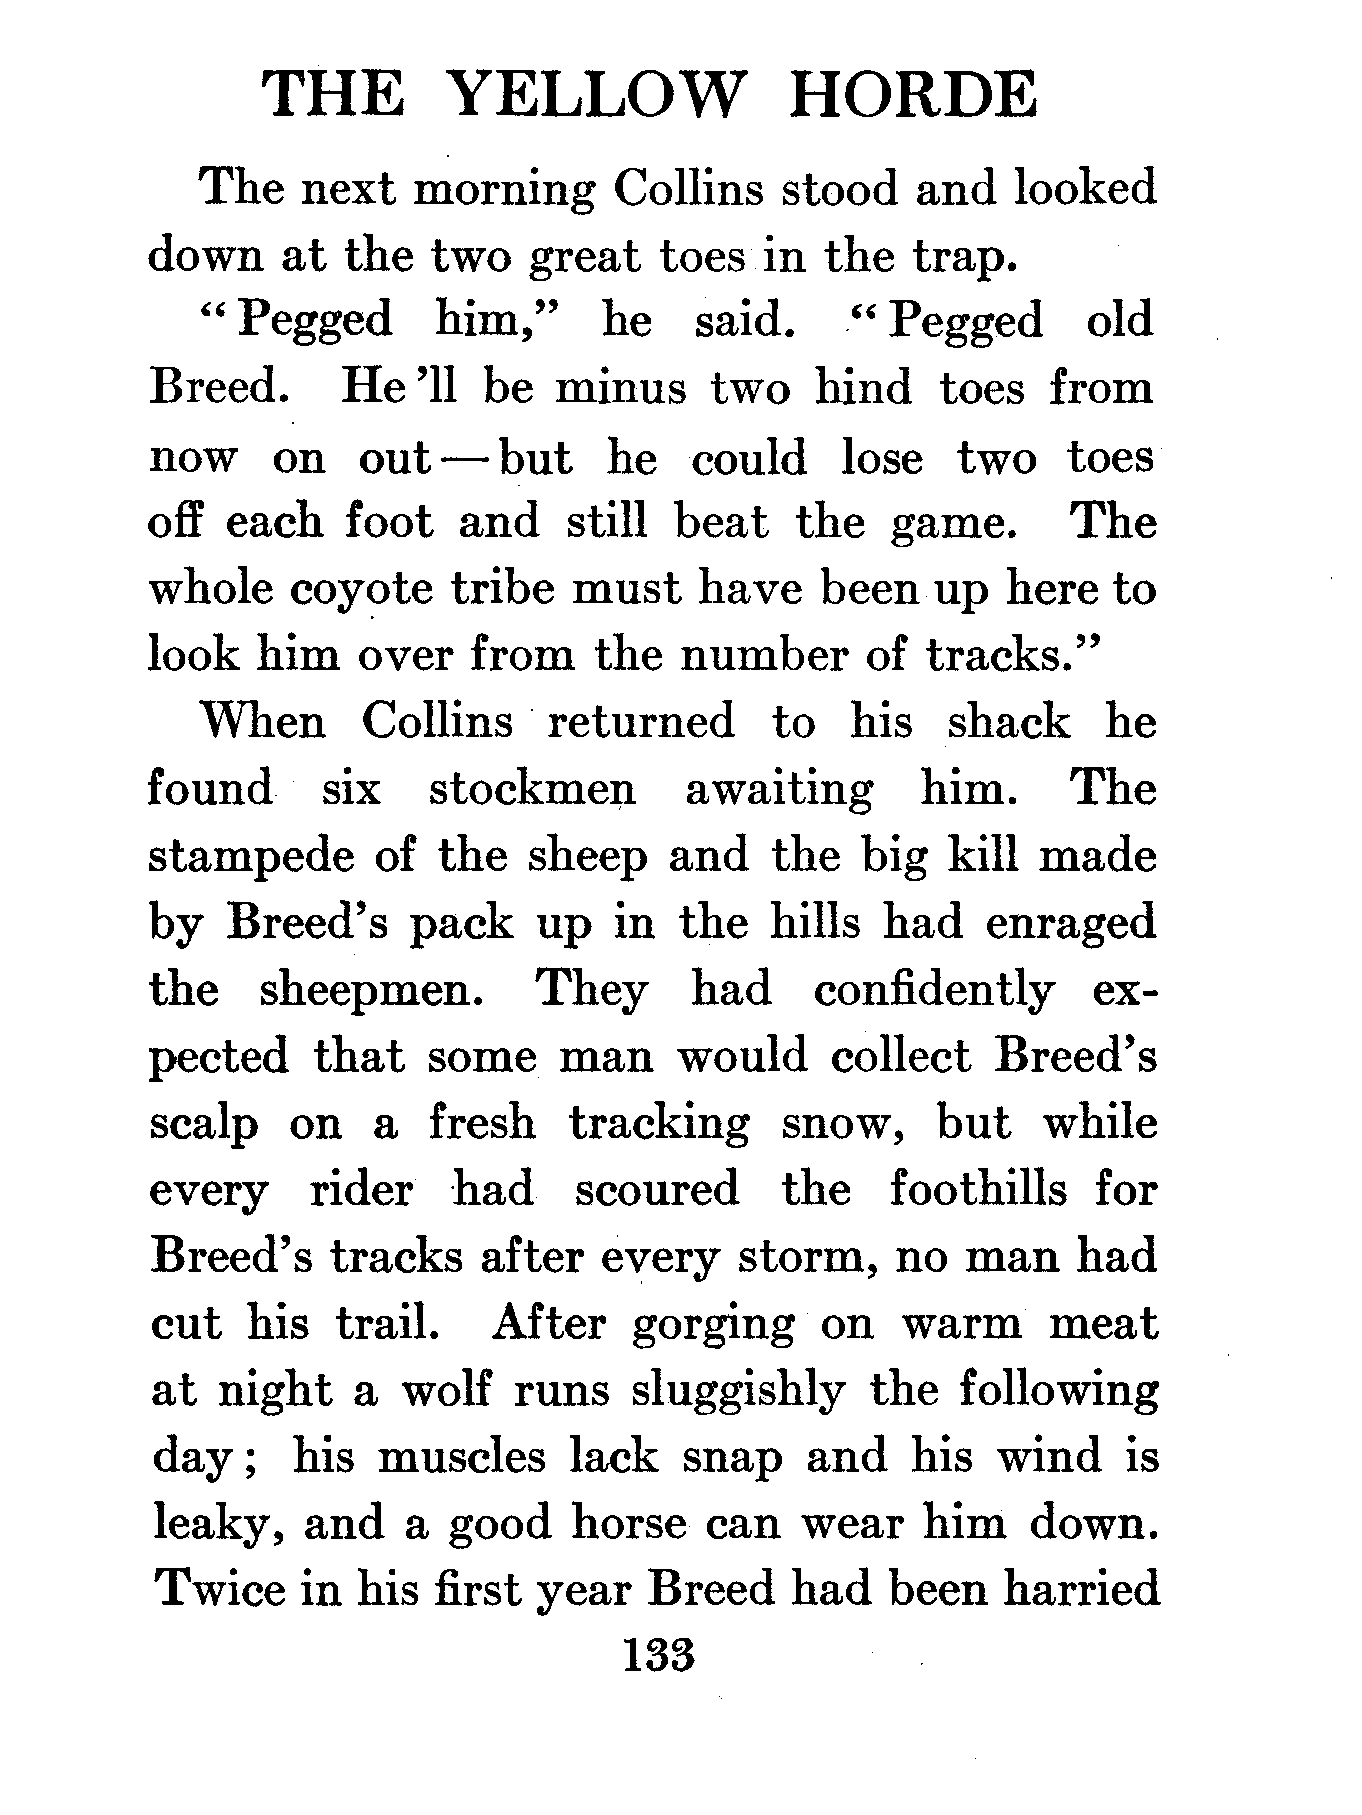 THE YELLOW HORDE
The next morning Collins stood and looked
down at the two great toes in the trap.
“Pegged him,” he said. “Pegged old
Breed. He’ll be minus two hind toes from
now on out—but he could lose two toes
off each foot and still beat the game. The
whole coyote tribe must have been up here to
look him over from the number of tracks.”
When Collins returned to his shack he
found six stockmen awaiting him. The
stampede of the sheep and the big kill made
by Breed’s pack up in the hills had enraged
the sheepmen. They had confidently ex-
pected that some man would collect Breed’s
scalp on a fresh tracking snow, but while
every rider had scoured the foothills for
Breed’s tracks after every storm, no man had
cut his trail. After gorging on warm meat
at night a wolf runs sluggishly the following
day; his muscles lack snap and his wind is
leaky, and a good horse can wear him down.
Twice in his first year Breed had been harried
133